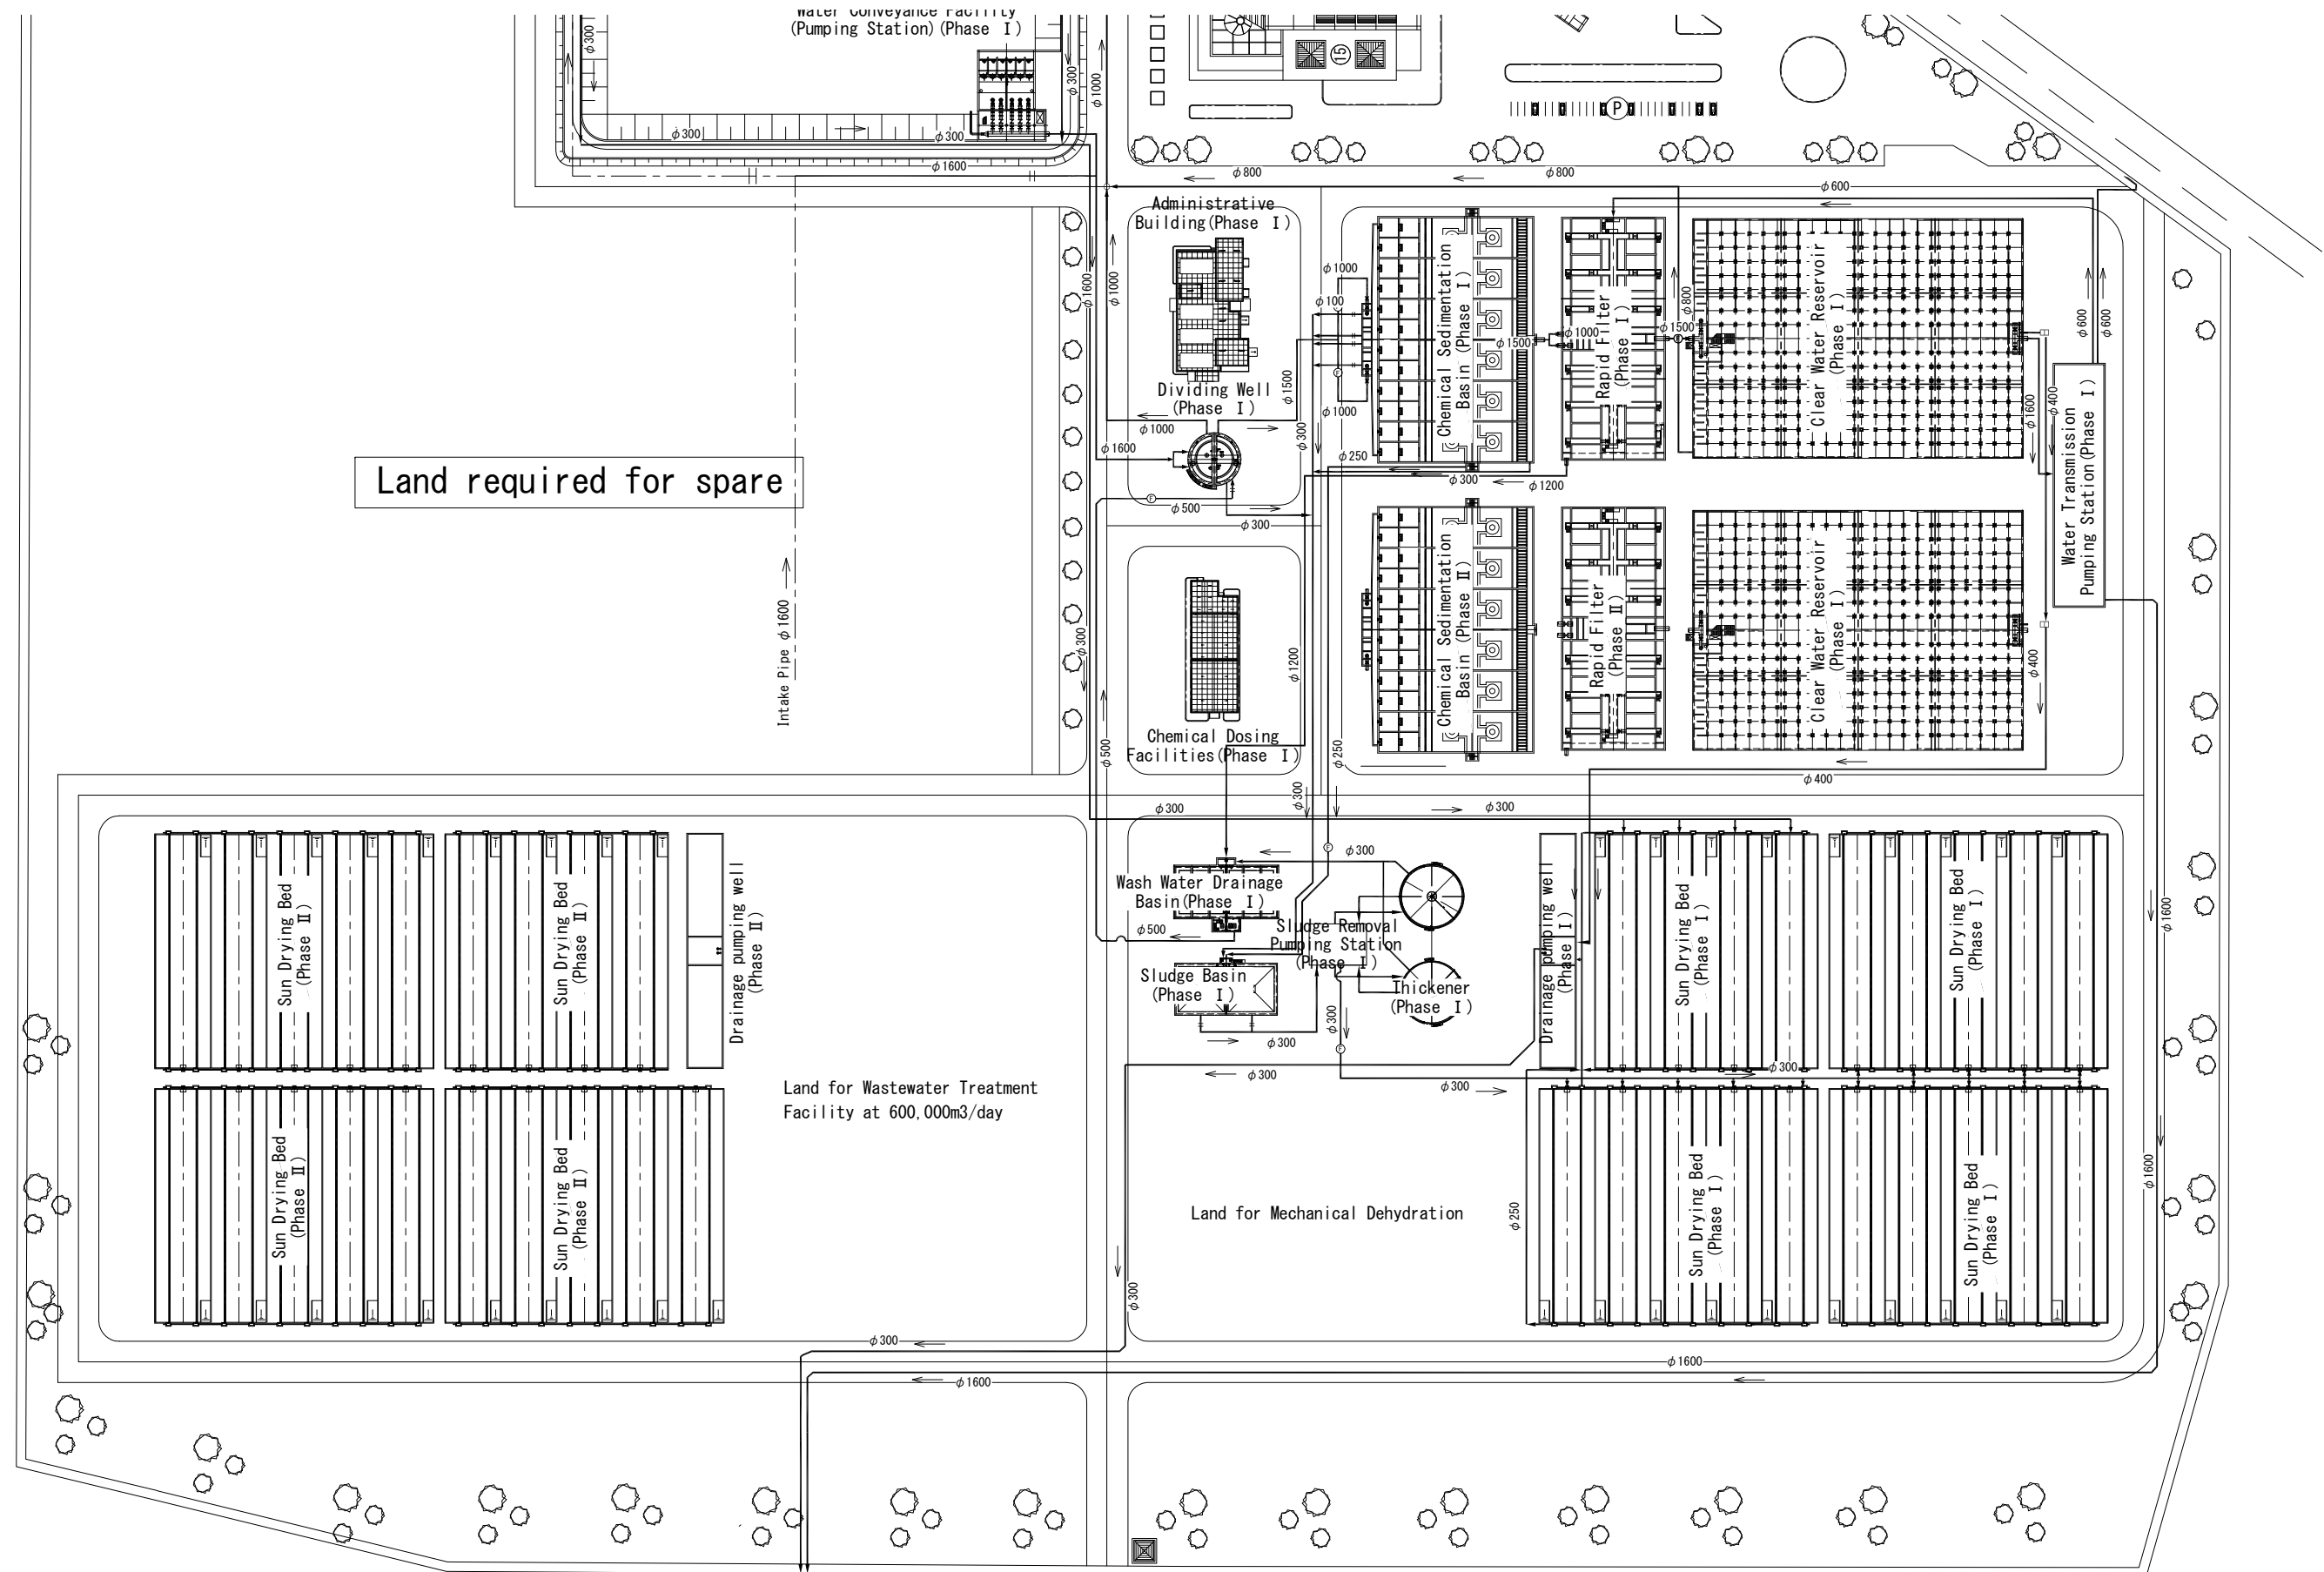 Water Conveyance Facility
(Pumping Station)(Phase Ⅰ)
φ300
φ300
φ1000
15
P
φ300
φ300
φ1600
φ800
φ800
φ600
Administrative
Building(Phase Ⅰ)
φ1600
φ1000
φ1000
φ100
φ1000
φ1500
Dividing Well
(Phase Ⅰ)
φ1000
φ1600
φ300
φ250
φ500
φ300
Chemical Sedimentation
Basin (Phase Ⅰ)
φ1500
φ1000
Rapid Filter
(Phase Ⅰ)
φ800
φ1500
Clear Water Reservoir
(Phase Ⅰ)
φ600
φ600
φ400
φ1600
Water Transmission
Pumping Station(Phase Ⅰ)
φ300
φ1200
Land required for spare
Intake Pipe φ1600
φ300
φ500
Chemical Dosing
Facilities(Phase Ⅰ)
φ1200
φ250
φ300
Chemical Sedimentation
Basin (Phase Ⅱ)
Rapid Filter
(Phase Ⅱ)
Clear Water Reservoir
(Phase Ⅰ)
φ400
φ400
φ300
φ300
Sun Drying Bed
(Phase Ⅱ)
Sun Drying Bed
(Phase Ⅱ)
Drainage pumping well
(Phase Ⅱ)
Wash Water Drainage
Basin(Phase Ⅰ)
φ300
φ500
Sludge Removal
Pumping Station
(Phase Ⅰ)
Sludge Basin
(Phase Ⅰ)
φ300
φ300
Thickener
(Phase Ⅰ)
Drainage pumping well
(Phase Ⅰ)
Sun Drying Bed
(Phase Ⅰ)
Sun Drying Bed
(Phase Ⅰ)
φ1600
φ300
φ300
φ300
Land for Wastewater Treatment
Facility at 600,000m3/day
Sun Drying Bed
(Phase Ⅱ)
Sun Drying Bed
(Phase Ⅱ)
Land for Mechanical Dehydration
φ250
φ300
Sun Drying Bed
(Phase Ⅰ)
Sun Drying Bed
(Phase Ⅰ)
φ1600
φ300
φ1600
φ1600